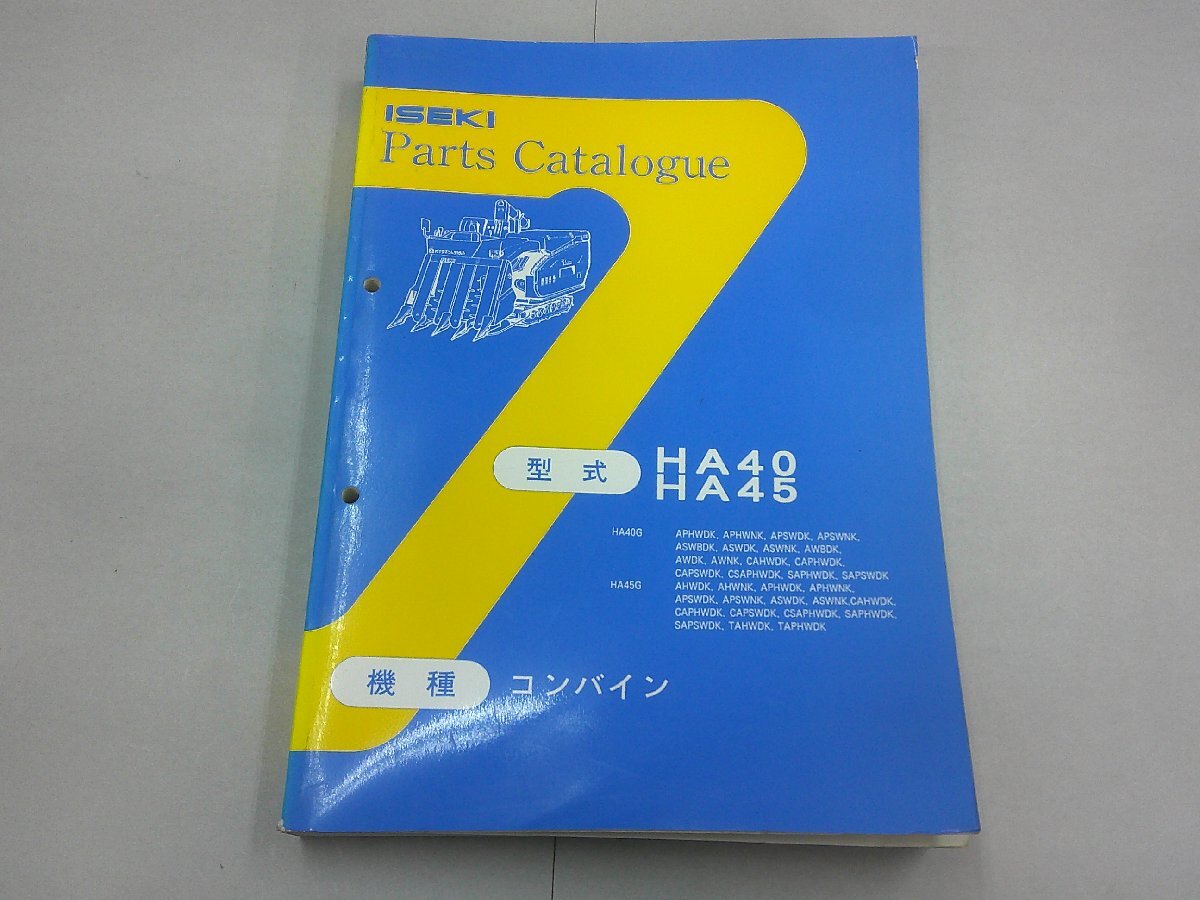 ISEKI
Parts Catalogue
型式
HA40
HA45
HA40G APHWDK, APHWNK, APSWDK, APSWNK,
ASWBDK, ASWDK, ASWNK, AWBDK,
AWDK, AWNK, CAHWDK, CAPHWDK,
CAPSWDK, CSAPHWDK, SAPHWDK, SAPSWDK
HA45G AHWDK, AHWNK, APHWDK, APHWNK,
APSWDK, APSWNK, ASWDK, ASWNK,CAHWDK,
CAPHWDK, CAPSWDK, CSAPHWDK, SAPHWDK,
SAPSWDK, TAHWDK, TAPHWDK
機種 コンバイン